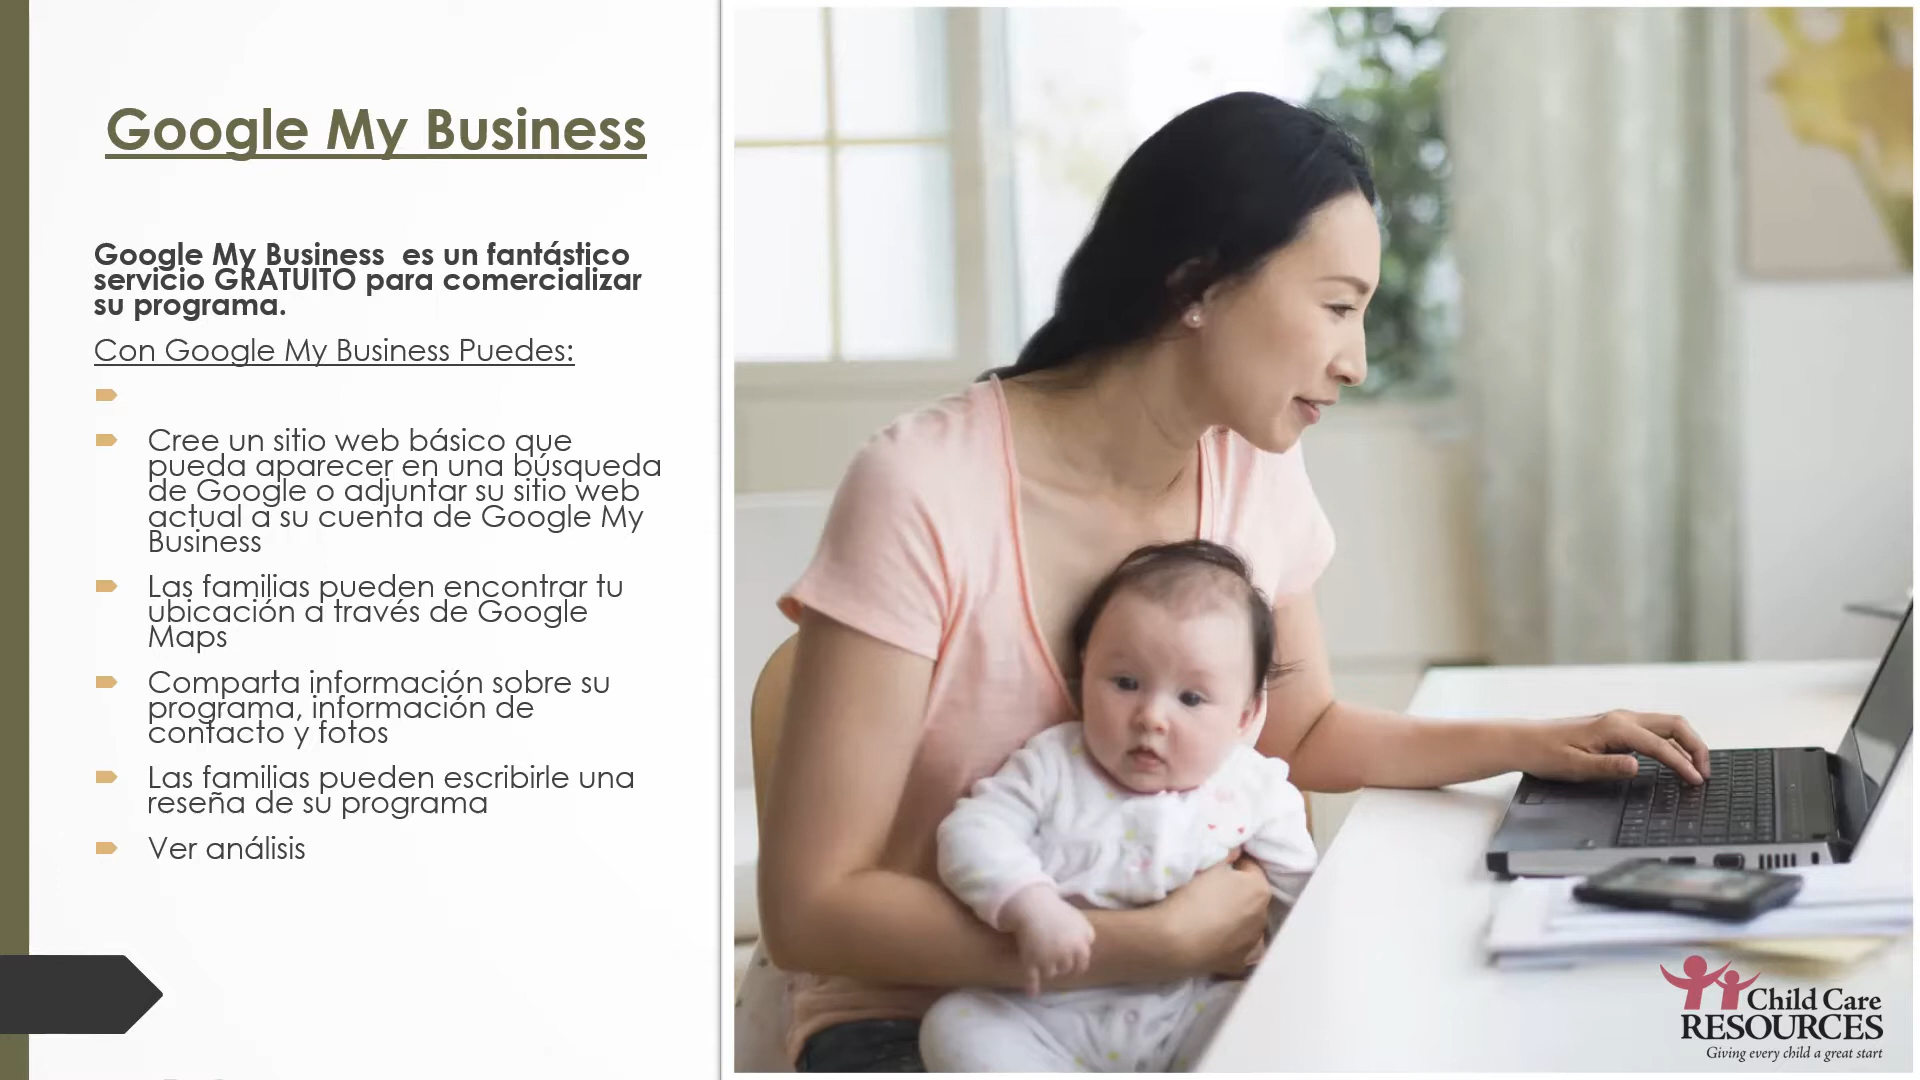 Google My Business
Google My Business  es un fantástico
servicio GRATUITO para comercializar
su programa.
Con Google My Business Puedes:
Cree un sitio web básico que
pueda aparecer en una búsqueda
de Google o adjuntar su sitio web
actual a su cuenta de Google My
Business
Las familias pueden encontrar tu
ubicación a través de Google
Maps
Comparta información sobre su
programa, información de
contacto y fotos
Las familias pueden escribirle una
reseña de su programa
Ver análisis
Child Care
RESOURCES
Giving every child a great start